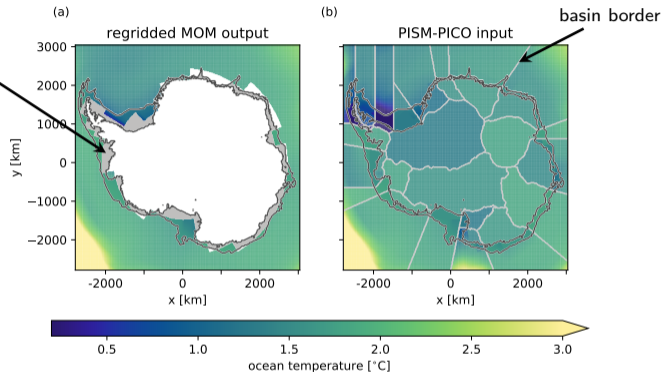 (a)
(b)
basin border
regridded MOM output
PISM-PICO input
3000
2000
1000
0
−1000
−2000
y [km]
-2000
0
2000
x [km]
-2000
0
2000
x [km]
0.5
1.0
1.5
2.0
2.5
3.0
ocean temperature [°C]